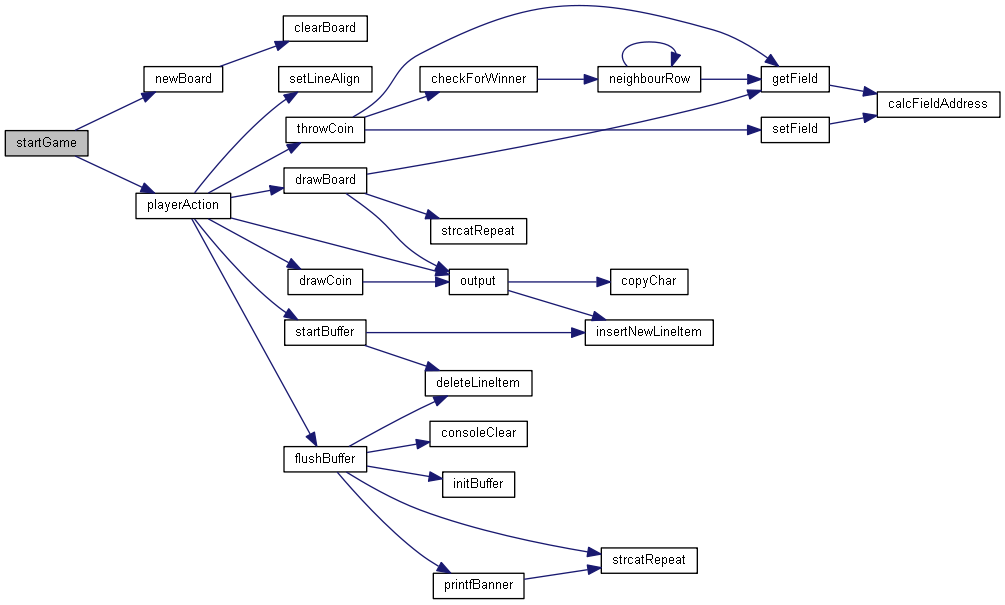 clearBoard
newBoard
setLineAlign
checkForWinner
neighbourRow
getField
calcFieldAddress
startGame
throwCoin
setField
playerAction
drawBoard
strcatRepeat
drawCoin
output
copyChar
startBuffer
insertNewLineItem
deleteLineItem
consoleClear
flushBuffer
initBuffer
strcatRepeat
printfBanner